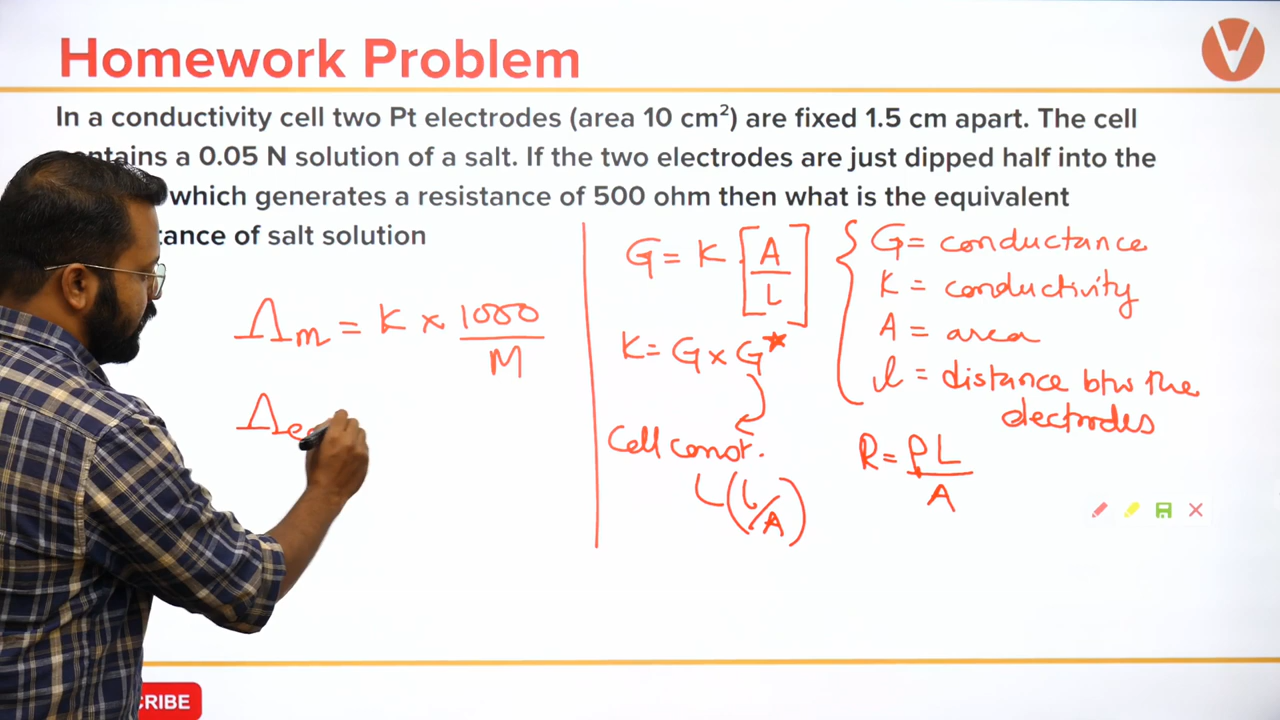 Homework Problem
In a conductivity cell two Pt electrodes (area 10 cm²) are fixed 1.5 cm apart. The cell
a 0.05 N solution of a salt. If the two electrodes are just dipped half into the
which generates a resistance of 500 ohm then what is the equivalent
of salt solution
Λm = K × 1000/M
Λe
G = K [A/L]
K = G × G*
Cell const.
(l/A)
G = conductance
K = conductivity
A = area
l = distance btw the
electrodes
R = ρL/A